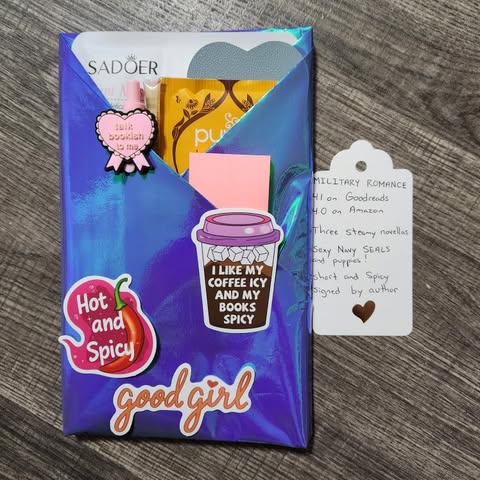 SADOER
talk
bookish
to me
pu
I LIKE MY
COFFEE ICY
AND MY
BOOKS
SPICY
Hot
and
Spicy
good girl
MILITARY ROMANCE
4.1 on Goodreads
4.0 on Amazon
Three steamy novellas
Sexy Navy SEALS
and puppies!
short and Spicy
signed by author